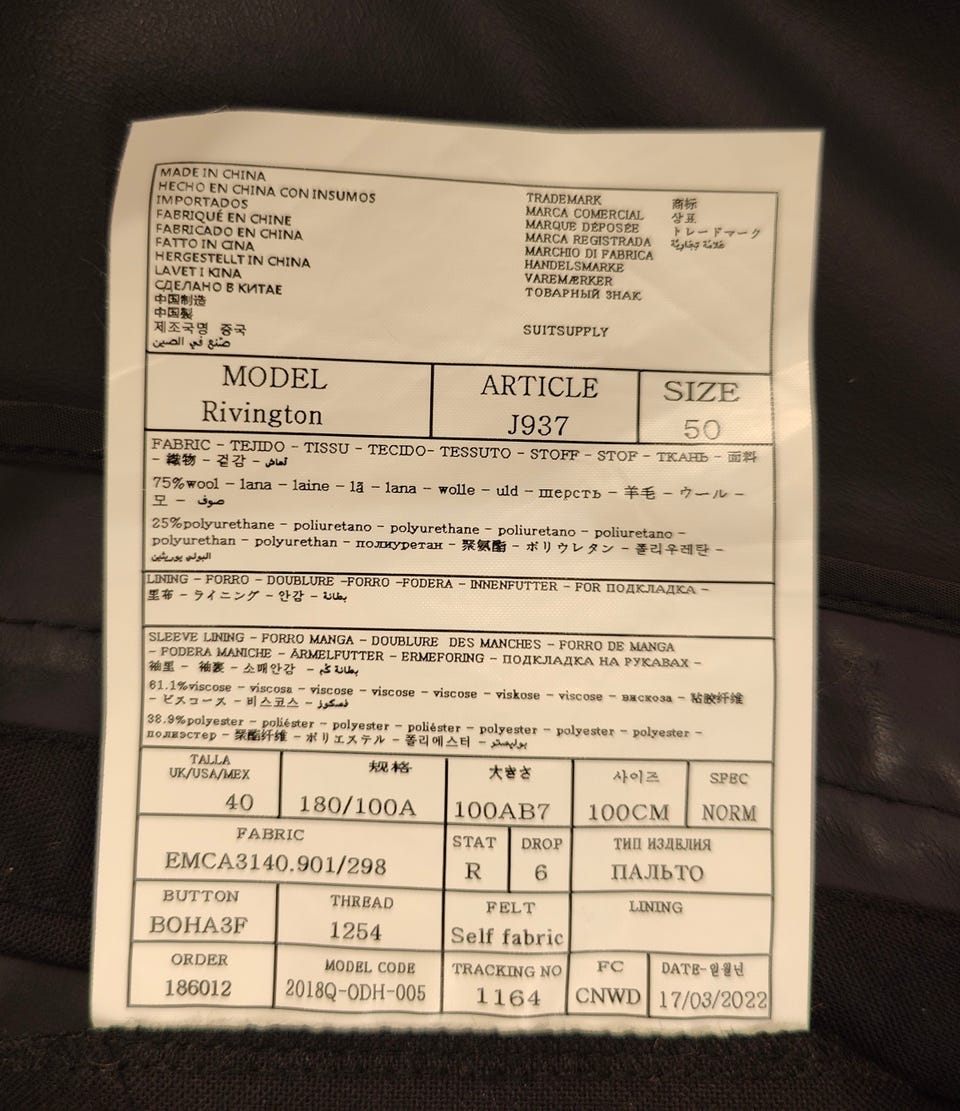 MADE IN CHINA
HECHO EN CHINA CON INSUMOS
IMPORTADOS
FABRIQUÉ EN CHINE
FABRICADO EN CHINA
FATTO IN CINA
HERGESTELLT IN CHINA
LAVET I KINA
СДЕЛАНО В КИТАЕ
中国制造
中国製
제조국명 중국
صنع في الصين
TRADEMARK
MARCA COMERCIAL
MARQUE DÉPOSÉE
MARCA REGISTRADA
MARCHIO DI FABRICA
HANDELSMARKE
VAREMÆRKER
ТОВАРНЫЙ ЗНАК
商标
상표
トレードマーク
علامة تجارية
SUITSUPPLY
MODEL
Rivington
ARTICLE
J937
SIZE
50
FABRIC - TEJIDO - TISSU - TECIDO- TESSUTO - STOFF - STOF - ТКАНЬ - 面料
- 織物 - 겉감 - قماش
75%wool - lana - laine - lã - lana - wolle - uld - шерсть - 羊毛 - ウール -
모 - صوف
25%polyurethane - poliuretano - polyurethane - poliuretano - poliuretano -
polyurethan - polyurethan - полиуретан - 聚氨酯 - ポリウレタン - 폴리우레탄 -
البولي يوريثين
LINING - FORRO - DOUBLURE -FORRO -FODERA - INNENFUTTER - FOR ПОДКЛАДКА -
里布 - ライニング - 안감 - بطانة
SLEEVE LINING - FORRO MANGA - DOUBLURE DES MANCHES - FORRO DE MANGA
- FODERA MANICHE - ÄRMELFUTTER - ERMEFORING - ПОДКЛАДКА НА РУКАВАХ -
袖里 - 袖裏 - 소매안감 - بطانة كم
61.1%viscose - viscosa - viscose - viscose - viscose - viskose - viscose - вискоза - 粘胶纤维
- ビスコース - 비스코스 - فسكوز
38.9%polyester - poliéster - polyester - poliéster - polyester - polyester - polyester -
полиэстер - 聚酯纤维 - ポリエステル - 폴리에스터 - بوليستر
TALLA
UK/USA/MEX
40
规格
180/100A
大きさ
100AB7
사이즈
100CM
SPEC
NORM
FABRIC
EMCA3140.901/298
STAT
R
DROP
6
ТИП ИЗДЕЛИЯ
ПАЛЬТО
BUTTON
BOHA3F
THREAD
1254
FELT
Self fabric
LINING
ORDER
186012
MODEL CODE
2018Q-ODH-005
TRACKING NO
1164
FC
CNWD
DATE-일월년
17/03/2022